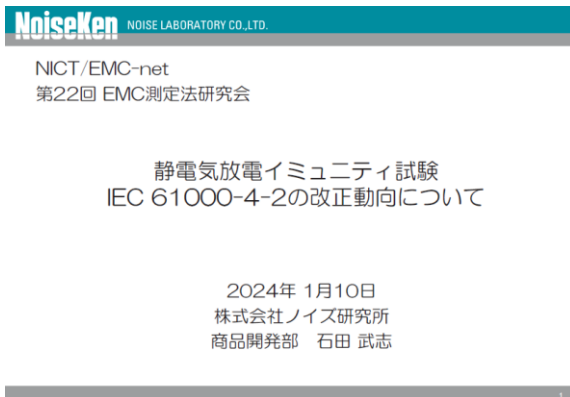 NoiseKen NOISE LABORATORY CO.,LTD.
NICT/EMC-net
第22回 EMC測定法研究会
静電気放電イミュニティ試験
IEC 61000-4-2の改正動向について
2024年 1月10日
株式会社ノイズ研究所
商品開発部　石田 武志
1